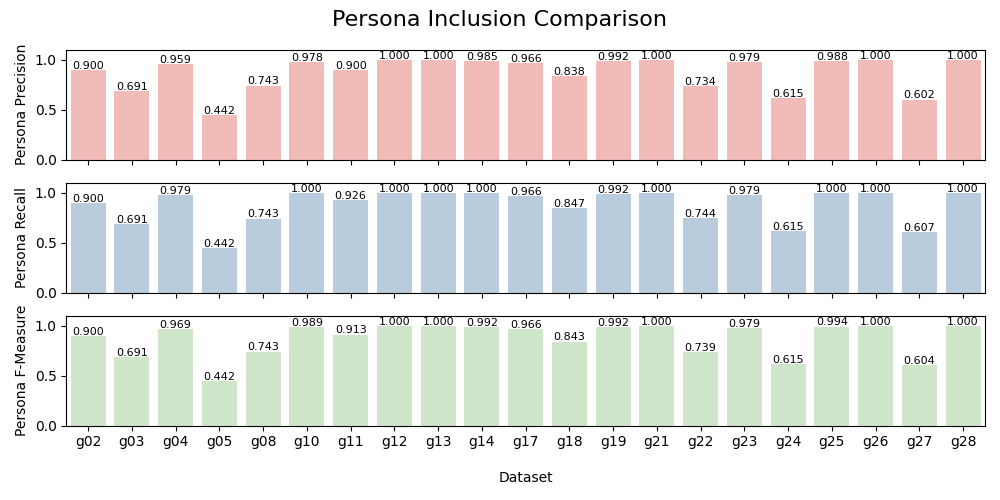 Persona Inclusion Comparison
Persona Precision
1.0
0.5
0.0
0.900 0.691 0.959 0.442 0.743 0.978 0.900 1.000 1.000 0.985 0.966 0.838 0.992 1.000 0.734 0.979 0.615 0.988 1.000 0.602 1.000
Persona Recall
1.0
0.5
0.0
0.900 0.691 0.979 0.442 0.743 1.000 0.926 1.000 1.000 1.000 0.966 0.847 0.992 1.000 0.744 0.979 0.615 1.000 1.000 0.607 1.000
Persona F-Measure
1.0
0.5
0.0
0.900 0.691 0.969 0.442 0.743 0.989 0.913 1.000 1.000 0.992 0.966 0.843 0.992 1.000 0.739 0.979 0.615 0.994 1.000 0.604 1.000
g02 g03 g04 g05 g08 g10 g11 g12 g13 g14 g17 g18 g19 g21 g22 g23 g24 g25 g26 g27 g28
Dataset